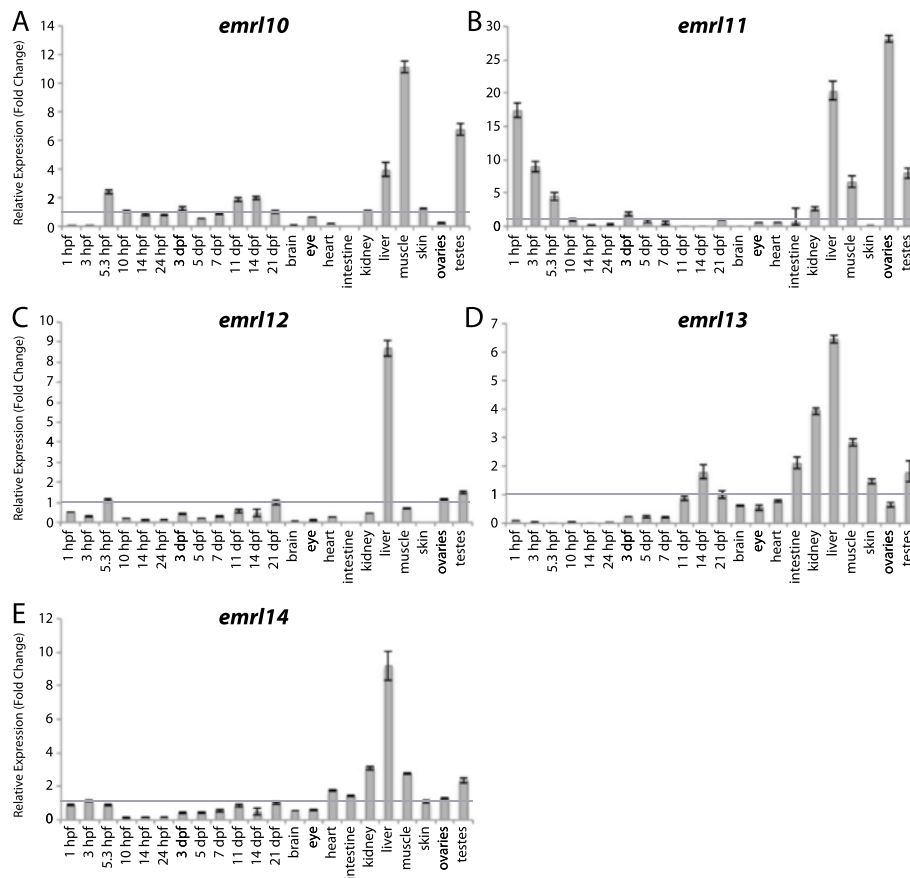 A
emrl10
Relative Expression (Fold Change)
14
12
10
8
6
4
2
0
1 hpf
3 hpf
5.3 hpf
10 hpf
14 hpf
24 hpf
3 dpf
5 dpf
7 dpf
11 dpf
14 dpf
21 dpf
brain
eye
heart
intestine
kidney
liver
muscle
skin
ovaries
testes
B
emrl11
30
25
20
15
10
5
0
1 hpf
3 hpf
5.3 hpf
10 hpf
14 hpf
24 hpf
3 dpf
5 dpf
7 dpf
11 dpf
14 dpf
21 dpf
brain
eye
heart
intestine
kidney
liver
muscle
skin
ovaries
testes
C
emrl12
Relative Expression (Fold Change)
10
9
8
7
6
5
4
3
2
1
0
1 hpf
3 hpf
5.3 hpf
10 hpf
14 hpf
24 hpf
3 dpf
5 dpf
7 dpf
11 dpf
14 dpf
21 dpf
brain
eye
heart
intestine
kidney
liver
muscle
skin
ovaries
testes
D
emrl13
7
6
5
4
3
2
1
0
1 hpf
3 hpf
5.3 hpf
10 hpf
14 hpf
24 hpf
3 dpf
5 dpf
7 dpf
11 dpf
14 dpf
21 dpf
brain
eye
heart
intestine
kidney
liver
muscle
skin
ovaries
testes
E
emrl14
Relative Expression (Fold Change)
12
10
8
6
4
2
0
1 hpf
3 hpf
5.3 hpf
10 hpf
14 hpf
24 hpf
3 dpf
5 dpf
7 dpf
11 dpf
14 dpf
21 dpf
brain
eye
heart
intestine
kidney
liver
muscle
skin
ovaries
testes